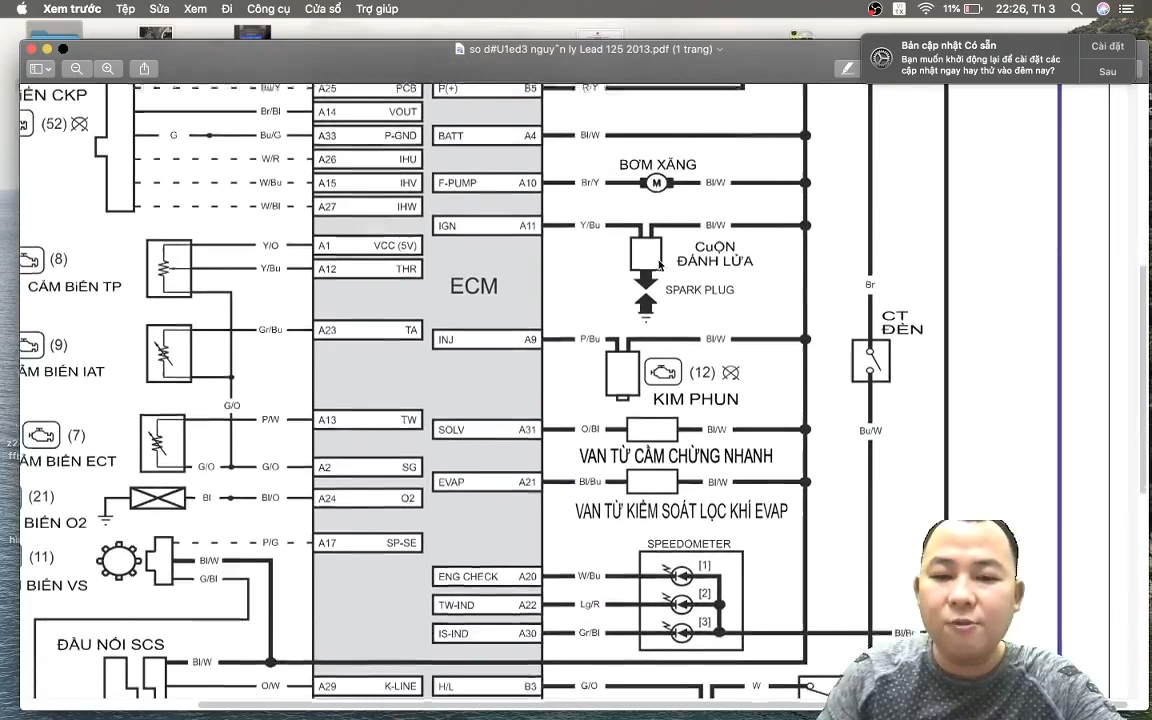 Xem trước Tệp Sửa Xem Đi Công cụ Cửa sổ Trợ giúp
VI TX 11% 22:26, Th 3
so d#U1ed3 nguy˜n ly Lead 125 2013.pdf (1 trang)
Bản cập nhật Có sẵn
Bạn muốn khởi động lại để cài đặt các
cập nhật ngay hay thử vào đêm nay?
Cài đặt
Sau
ẾN CKP
(52)
Bu/Y A25 PCB
P(+) B5 R/Y
Br/Bl A14 VOUT
G Bu/G A33 P-GND
BATT A4 Bl/W
W/R A26 IHU
BƠM XĂNG
W/Bu A15 IHV
F-PUMP A10 Br/Y M Bl/W
W/Bl A27 IHW
IGN A11 Y/Bu Bl/W
Y/O A1 VCC (5V)
CuỘN
ĐÁNH LỬA
(8)
Y/Bu A12 THR
CẢM BIẾN TP
ECM
SPARK PLUG
Br
CT
ĐÈN
Gr/Bu A23 TA
INJ A9 P/Bu Bl/W
(9)
ẢM BIẾN IAT
(12)
KIM PHUN
G/O
P/W A13 TW
SOLV A31 O/Bl Bl/W
Bu/W
(7)
VAN TỪ CẦM CHỪNG NHANH
ẢM BIẾN ECT
G/O G/O A2 SG
EVAP A21 Bl/Bu Bl/W
(21)
Bl Bl/O A24 O2
VAN TỪ KIỂM SOÁT LỌC KHÍ EVAP
BIẾN O2
P/G A17 SP-SE
SPEEDOMETER
(11)
Bl/W
G/Bl
BIẾN VS
ENG CHECK A20 W/Bu [1]
TW-IND A22 Lg/R [2]
IS-IND A30 Gr/Bl [3]
ĐẦU NỐI SCS
Bl/W
O/W A29 K-LINE
H/L B3 G/O W